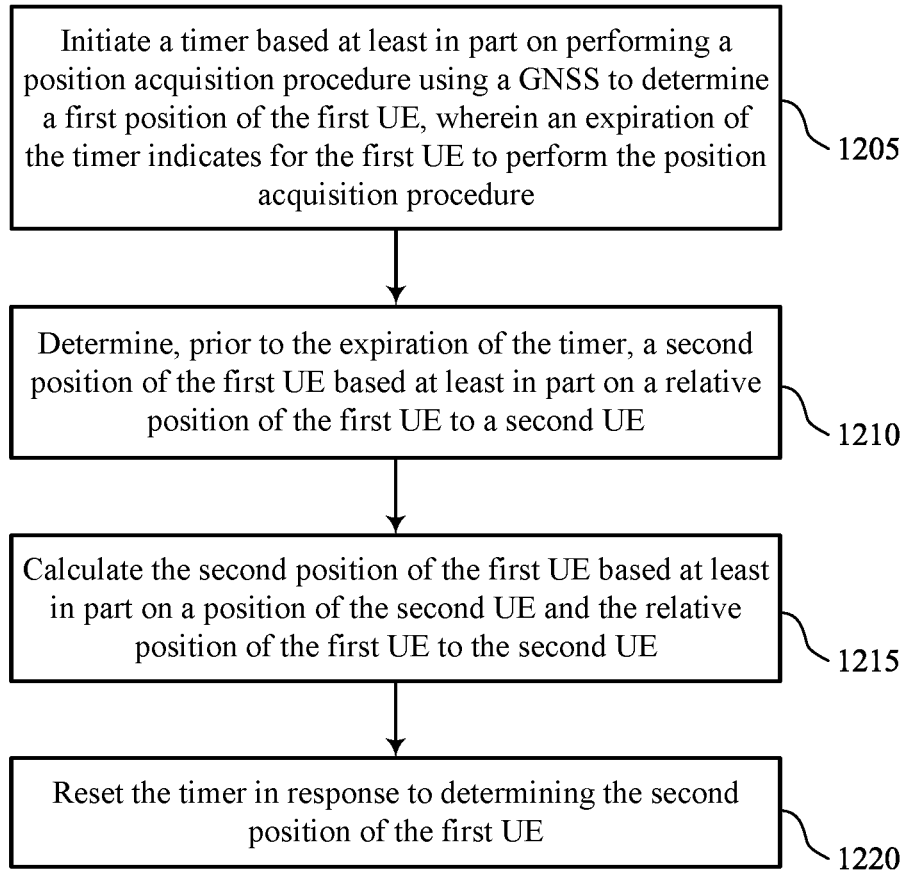 Initiate a timer based at least in part on performing a
position acquisition procedure using a GNSS to determine
a first position of the first UE, wherein an expiration of
the timer indicates for the first UE to perform the position
acquisition procedure
1205
Determine, prior to the expiration of the timer, a second
position of the first UE based at least in part on a relative
position of the first UE to a second UE
1210
Calculate the second position of the first UE based at least
in part on a position of the second UE and the relative
position of the first UE to the second UE
1215
Reset the timer in response to determining the second
position of the first UE
1220